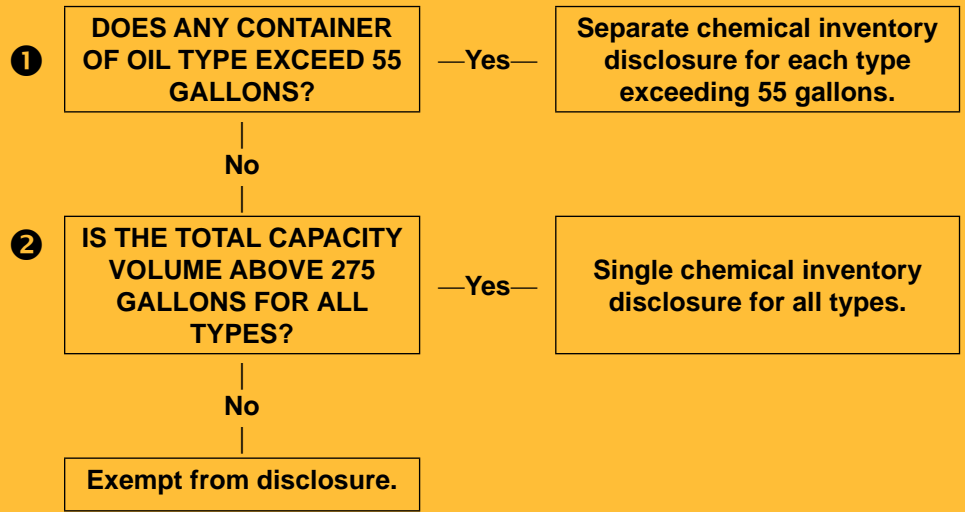 ❶
DOES ANY CONTAINER
OF OIL TYPE EXCEED 55
GALLONS?
—Yes—
Separate chemical inventory
disclosure for each type
exceeding 55 gallons.
No
❷
IS THE TOTAL CAPACITY
VOLUME ABOVE 275
GALLONS FOR ALL
TYPES?
—Yes—
Single chemical inventory
disclosure for all types.
No
Exempt from disclosure.